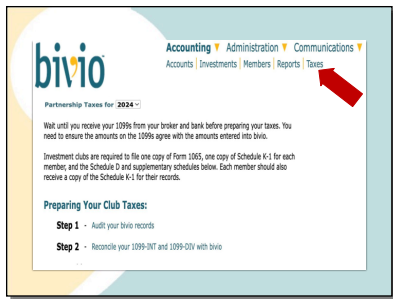 bivio
Accounting ▼ Administration ▼ Communications ▼
Accounts | Investments | Members | Reports | Taxes
Partnership Taxes for 2024
Wait until you receive your 1099s from your broker and bank before preparing your taxes. You
need to ensure the amounts on the 1099s agree with the amounts entered into bivio.
Investment clubs are required to file one copy of Form 1065, one copy of Schedule K-1 for each
member, and the Schedule D and supplementary schedules below. Each member should also
receive a copy of the Schedule K-1 for their records.
Preparing Your Club Taxes:
Step 1 - Audit your bivio records
Step 2 - Reconcile your 1099-INT and 1099-DIV with bivio